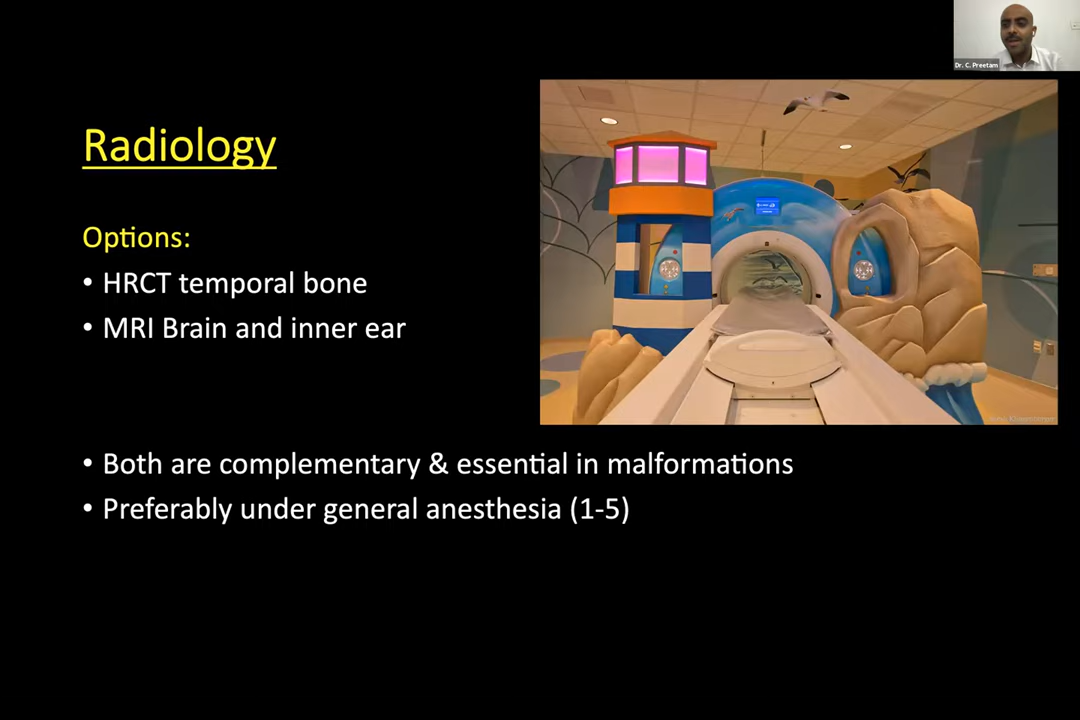 Dr. C. Preetam
Radiology
Options:
• HRCT temporal bone
• MRI Brain and inner ear
• Both are complementary & essential in malformations
• Preferably under general anesthesia (1-5)